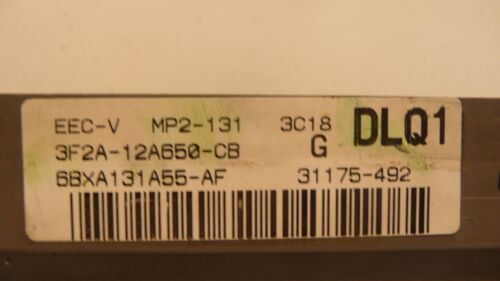 EEC-V MP2-131 3C18 DLQ1
3F2A-12A650-CB G
6BXA131A55-AF 31175-492